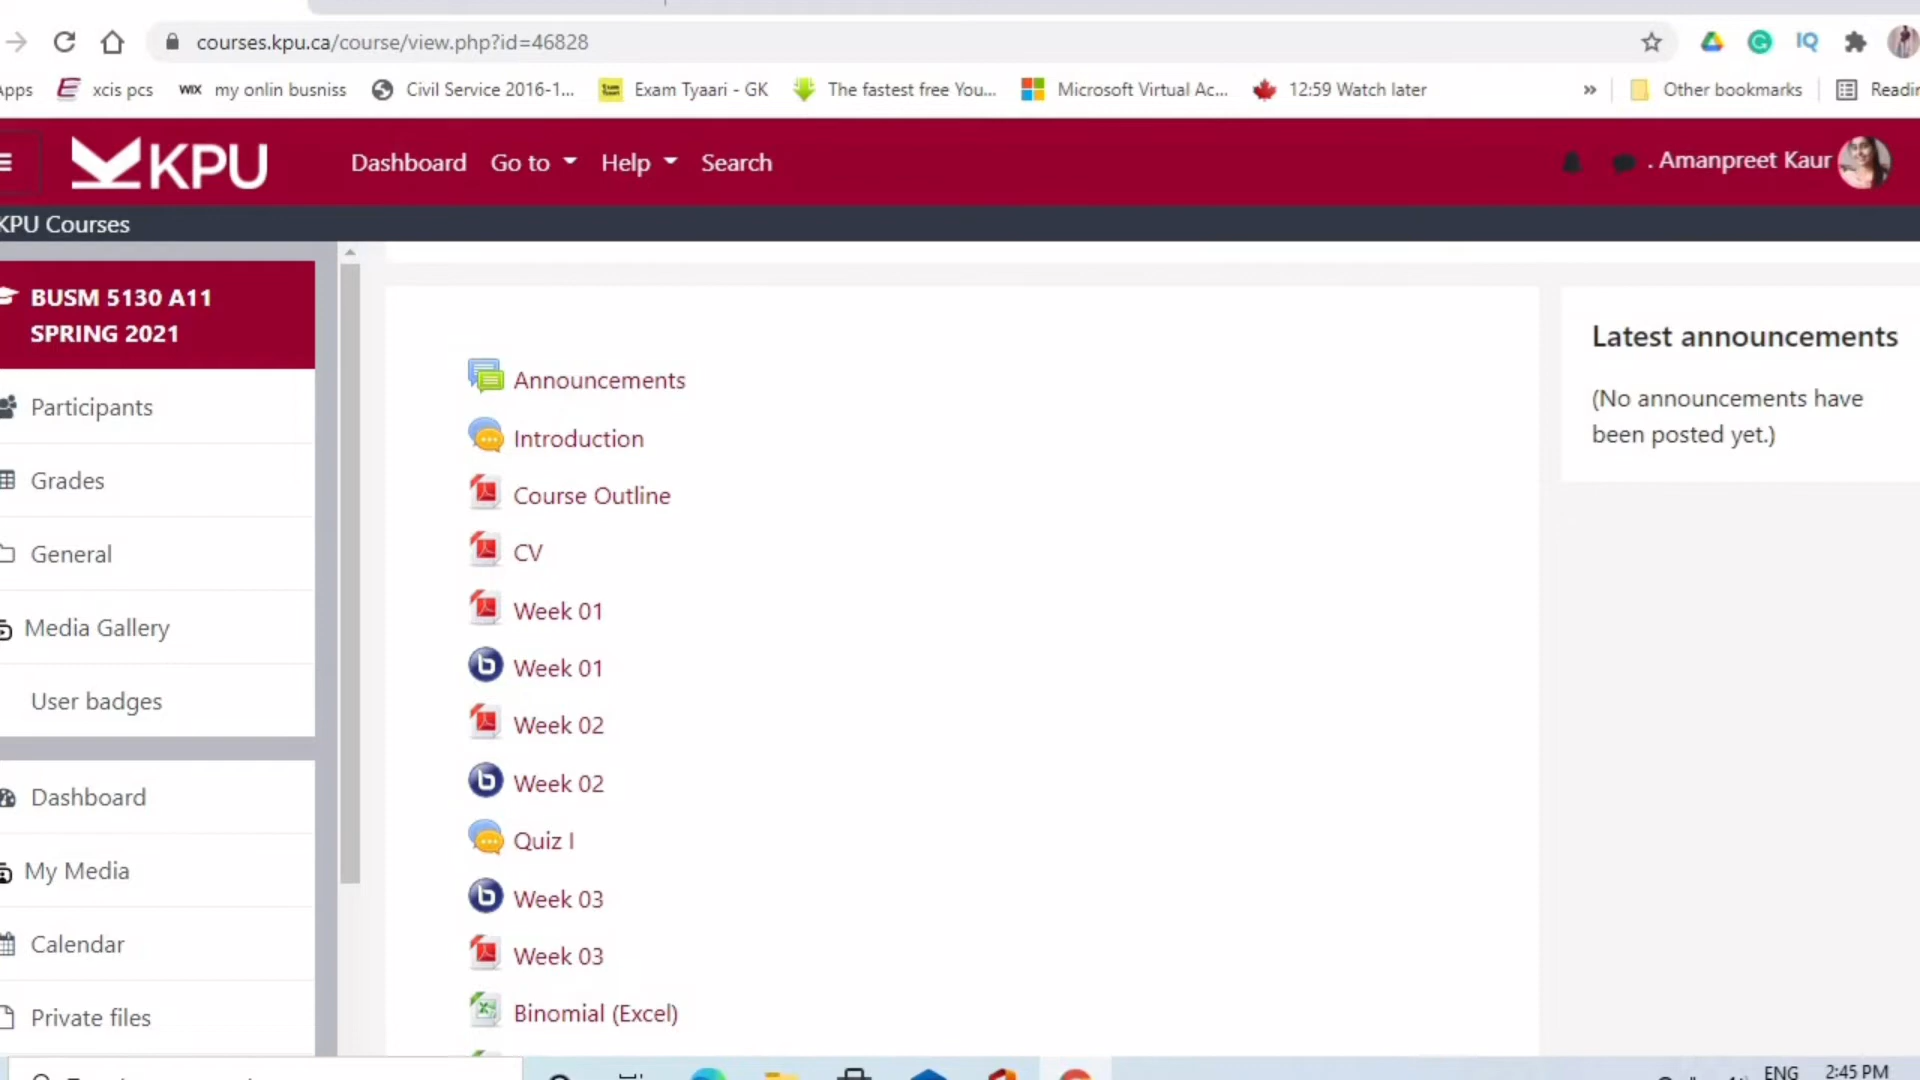 courses.kpu.ca/course/view.php?id=46828
IQ
xcis pcs
WIX my onlin busniss
Civil Service 2016-1...
Exam Tyaari - GK
The fastest free You...
Microsoft Virtual Ac...
12:59 Watch later
»
Other bookmarks
KPU
Dashboard
Go to
Help
Search
. Amanpreet Kaur
KPU Courses
BUSM 5130 A11
SPRING 2021
Participants
Grades
General
Media Gallery
User badges
Dashboard
My Media
Calendar
Private files
Announcements
Introduction
Course Outline
CV
Week 01
Week 01
Week 02
Week 02
Quiz I
Week 03
Week 03
Binomial (Excel)
Latest announcements
(No announcements have
been posted yet.)
ENG
2:45 PM